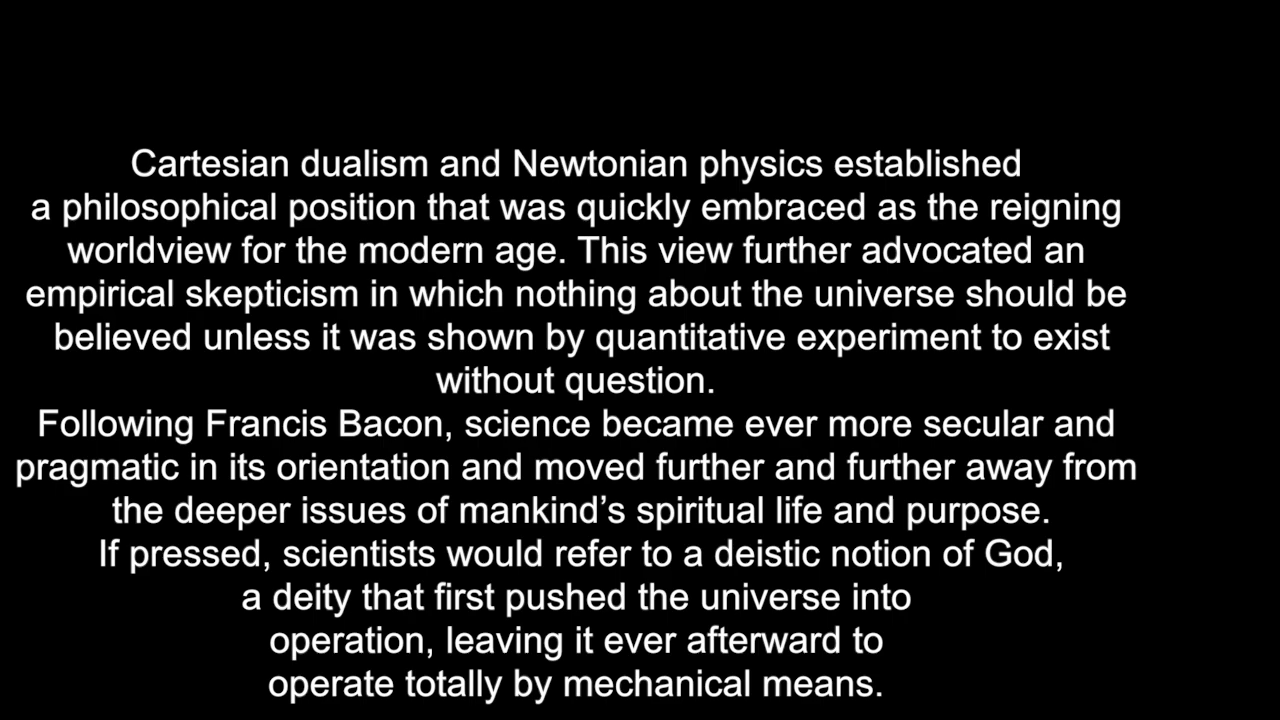 Cartesian dualism and Newtonian physics established
a philosophical position that was quickly embraced as the reigning
worldview for the modern age. This view further advocated an
empirical skepticism in which nothing about the universe should be
believed unless it was shown by quantitative experiment to exist
without question.
Following Francis Bacon, science became ever more secular and
pragmatic in its orientation and moved further and further away from
the deeper issues of mankind’s spiritual life and purpose.
If pressed, scientists would refer to a deistic notion of God,
a deity that first pushed the universe into
operation, leaving it ever afterward to
operate totally by mechanical means.